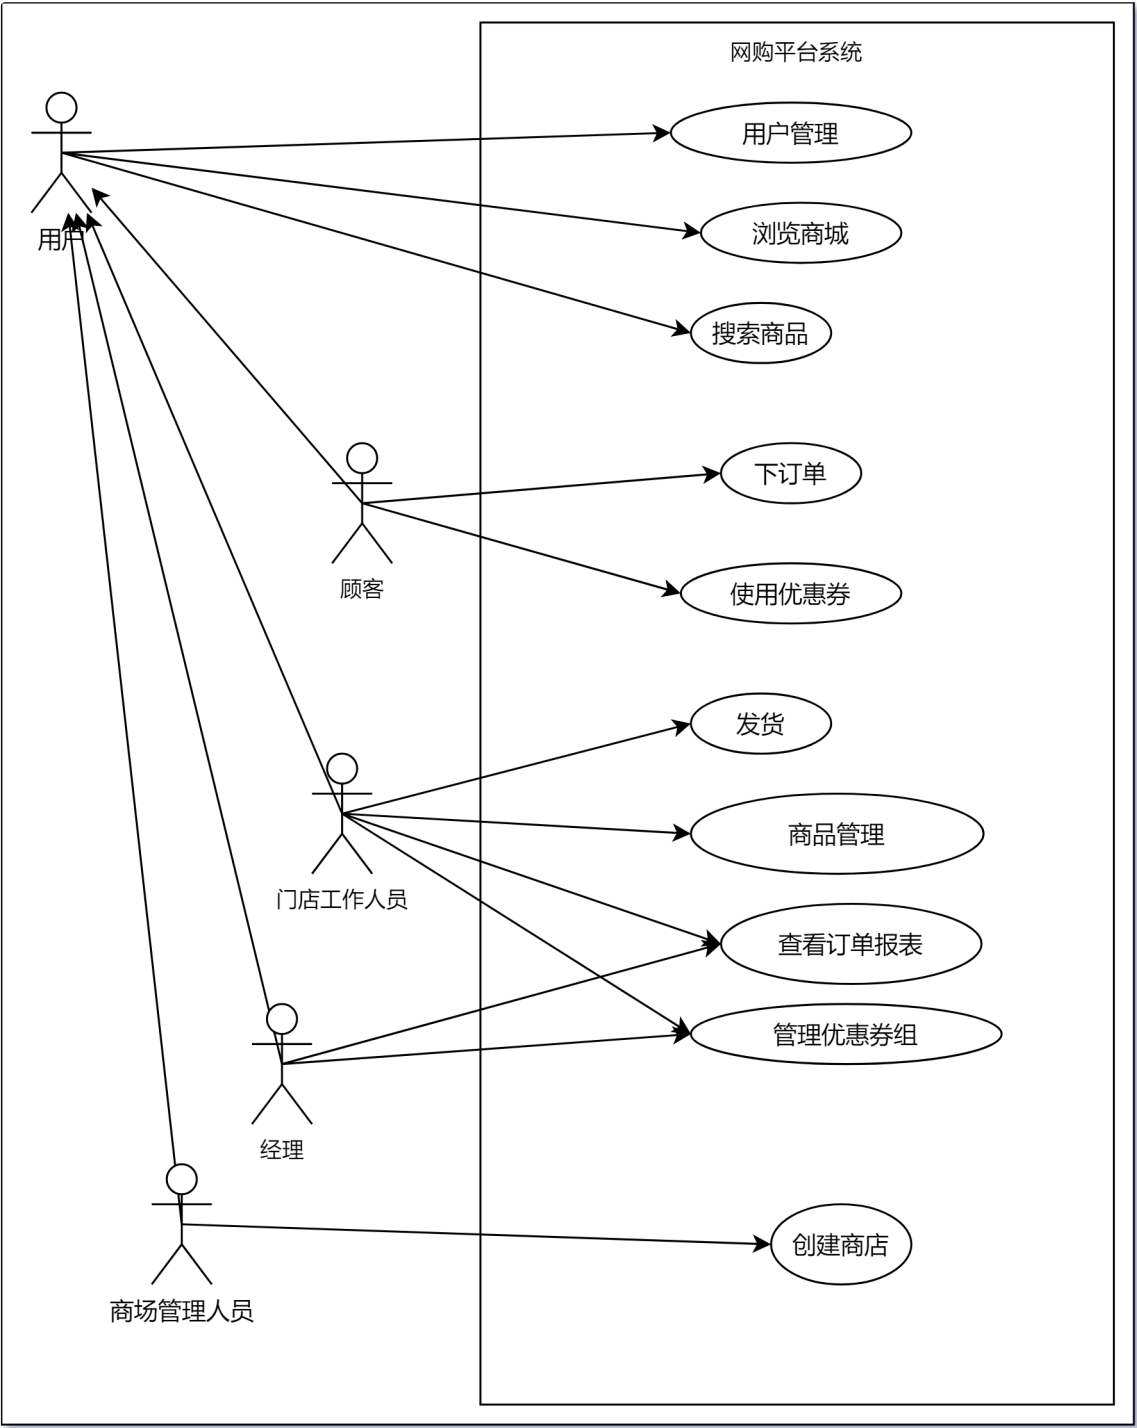 网购平台系统
用户管理
浏览商城
用户
搜索商品
下订单
顾客
使用优惠券
发货
商品管理
门店工作人员
查看订单报表
管理优惠券组
经理
创建商店
商场管理人员